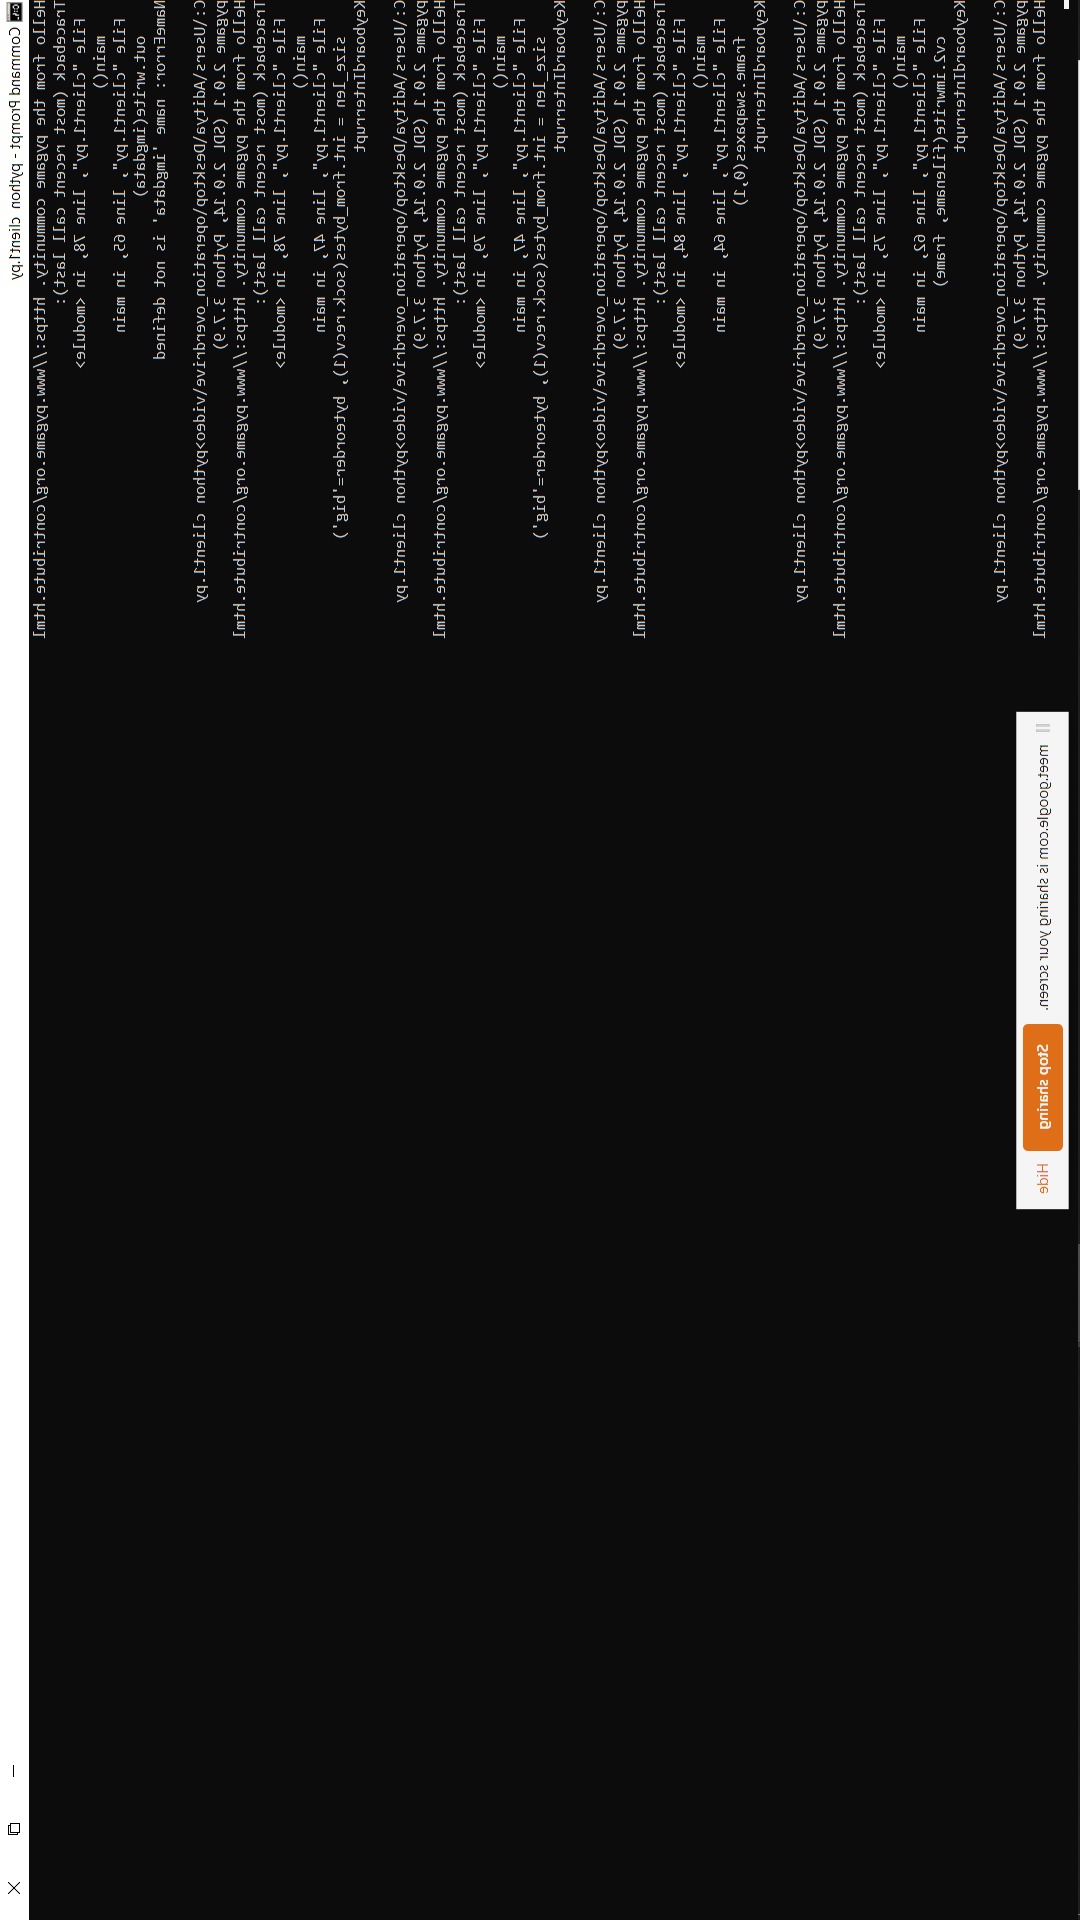 Command Prompt - python  client1.py
Hello from the pygame community. https://www.pygame.org/contribute.html
Traceback (most recent call last):
File "client1.py", line 78, in <module>
main()
File "client1.py", line 65, in main
out.write(imgdata)
NameError: name 'imgdata' is not defined
C:\Users\Aditya\Desktop\operation_overdrive\video>python client1.py
pygame 2.0.1 (SDL 2.0.14, Python 3.7.9)
Hello from the pygame community. https://www.pygame.org/contribute.html
Traceback (most recent call last):
File "client1.py", line 78, in <module>
main()
File "client1.py", line 47, in main
size_len = int.from_bytes(sock.recv(1), byteorder='big')
KeyboardInterrupt
C:\Users\Aditya\Desktop\operation_overdrive\video>python client1.py
pygame 2.0.1 (SDL 2.0.14, Python 3.7.9)
Hello from the pygame community. https://www.pygame.org/contribute.html
Traceback (most recent call last):
File "client1.py", line 76, in <module>
main()
File "client1.py", line 47, in main
size_len = int.from_bytes(sock.recv(1), byteorder='big')
KeyboardInterrupt
C:\Users\Aditya\Desktop\operation_overdrive\video>python client1.py
pygame 2.0.1 (SDL 2.0.14, Python 3.7.9)
Hello from the pygame community. https://www.pygame.org/contribute.html
Traceback (most recent call last):
File "client1.py", line 84, in <module>
main()
File "client1.py", line 64, in main
frame.swapaxes(0,1)
KeyboardInterrupt
C:\Users\Aditya\Desktop\operation_overdrive\video>python client1.py
pygame 2.0.1 (SDL 2.0.14, Python 3.7.9)
Hello from the pygame community. https://www.pygame.org/contribute.html
Traceback (most recent call last):
File "client1.py", line 75, in <module>
main()
File "client1.py", line 62, in main
cv2.imwrite(filename, frame)
KeyboardInterrupt
C:\Users\Aditya\Desktop\operation_overdrive\video>python client1.py
pygame 2.0.1 (SDL 2.0.14, Python 3.7.9)
Hello from the pygame community. https://www.pygame.org/contribute.html
meet.google.com is sharing your screen.
Stop sharing
Hide